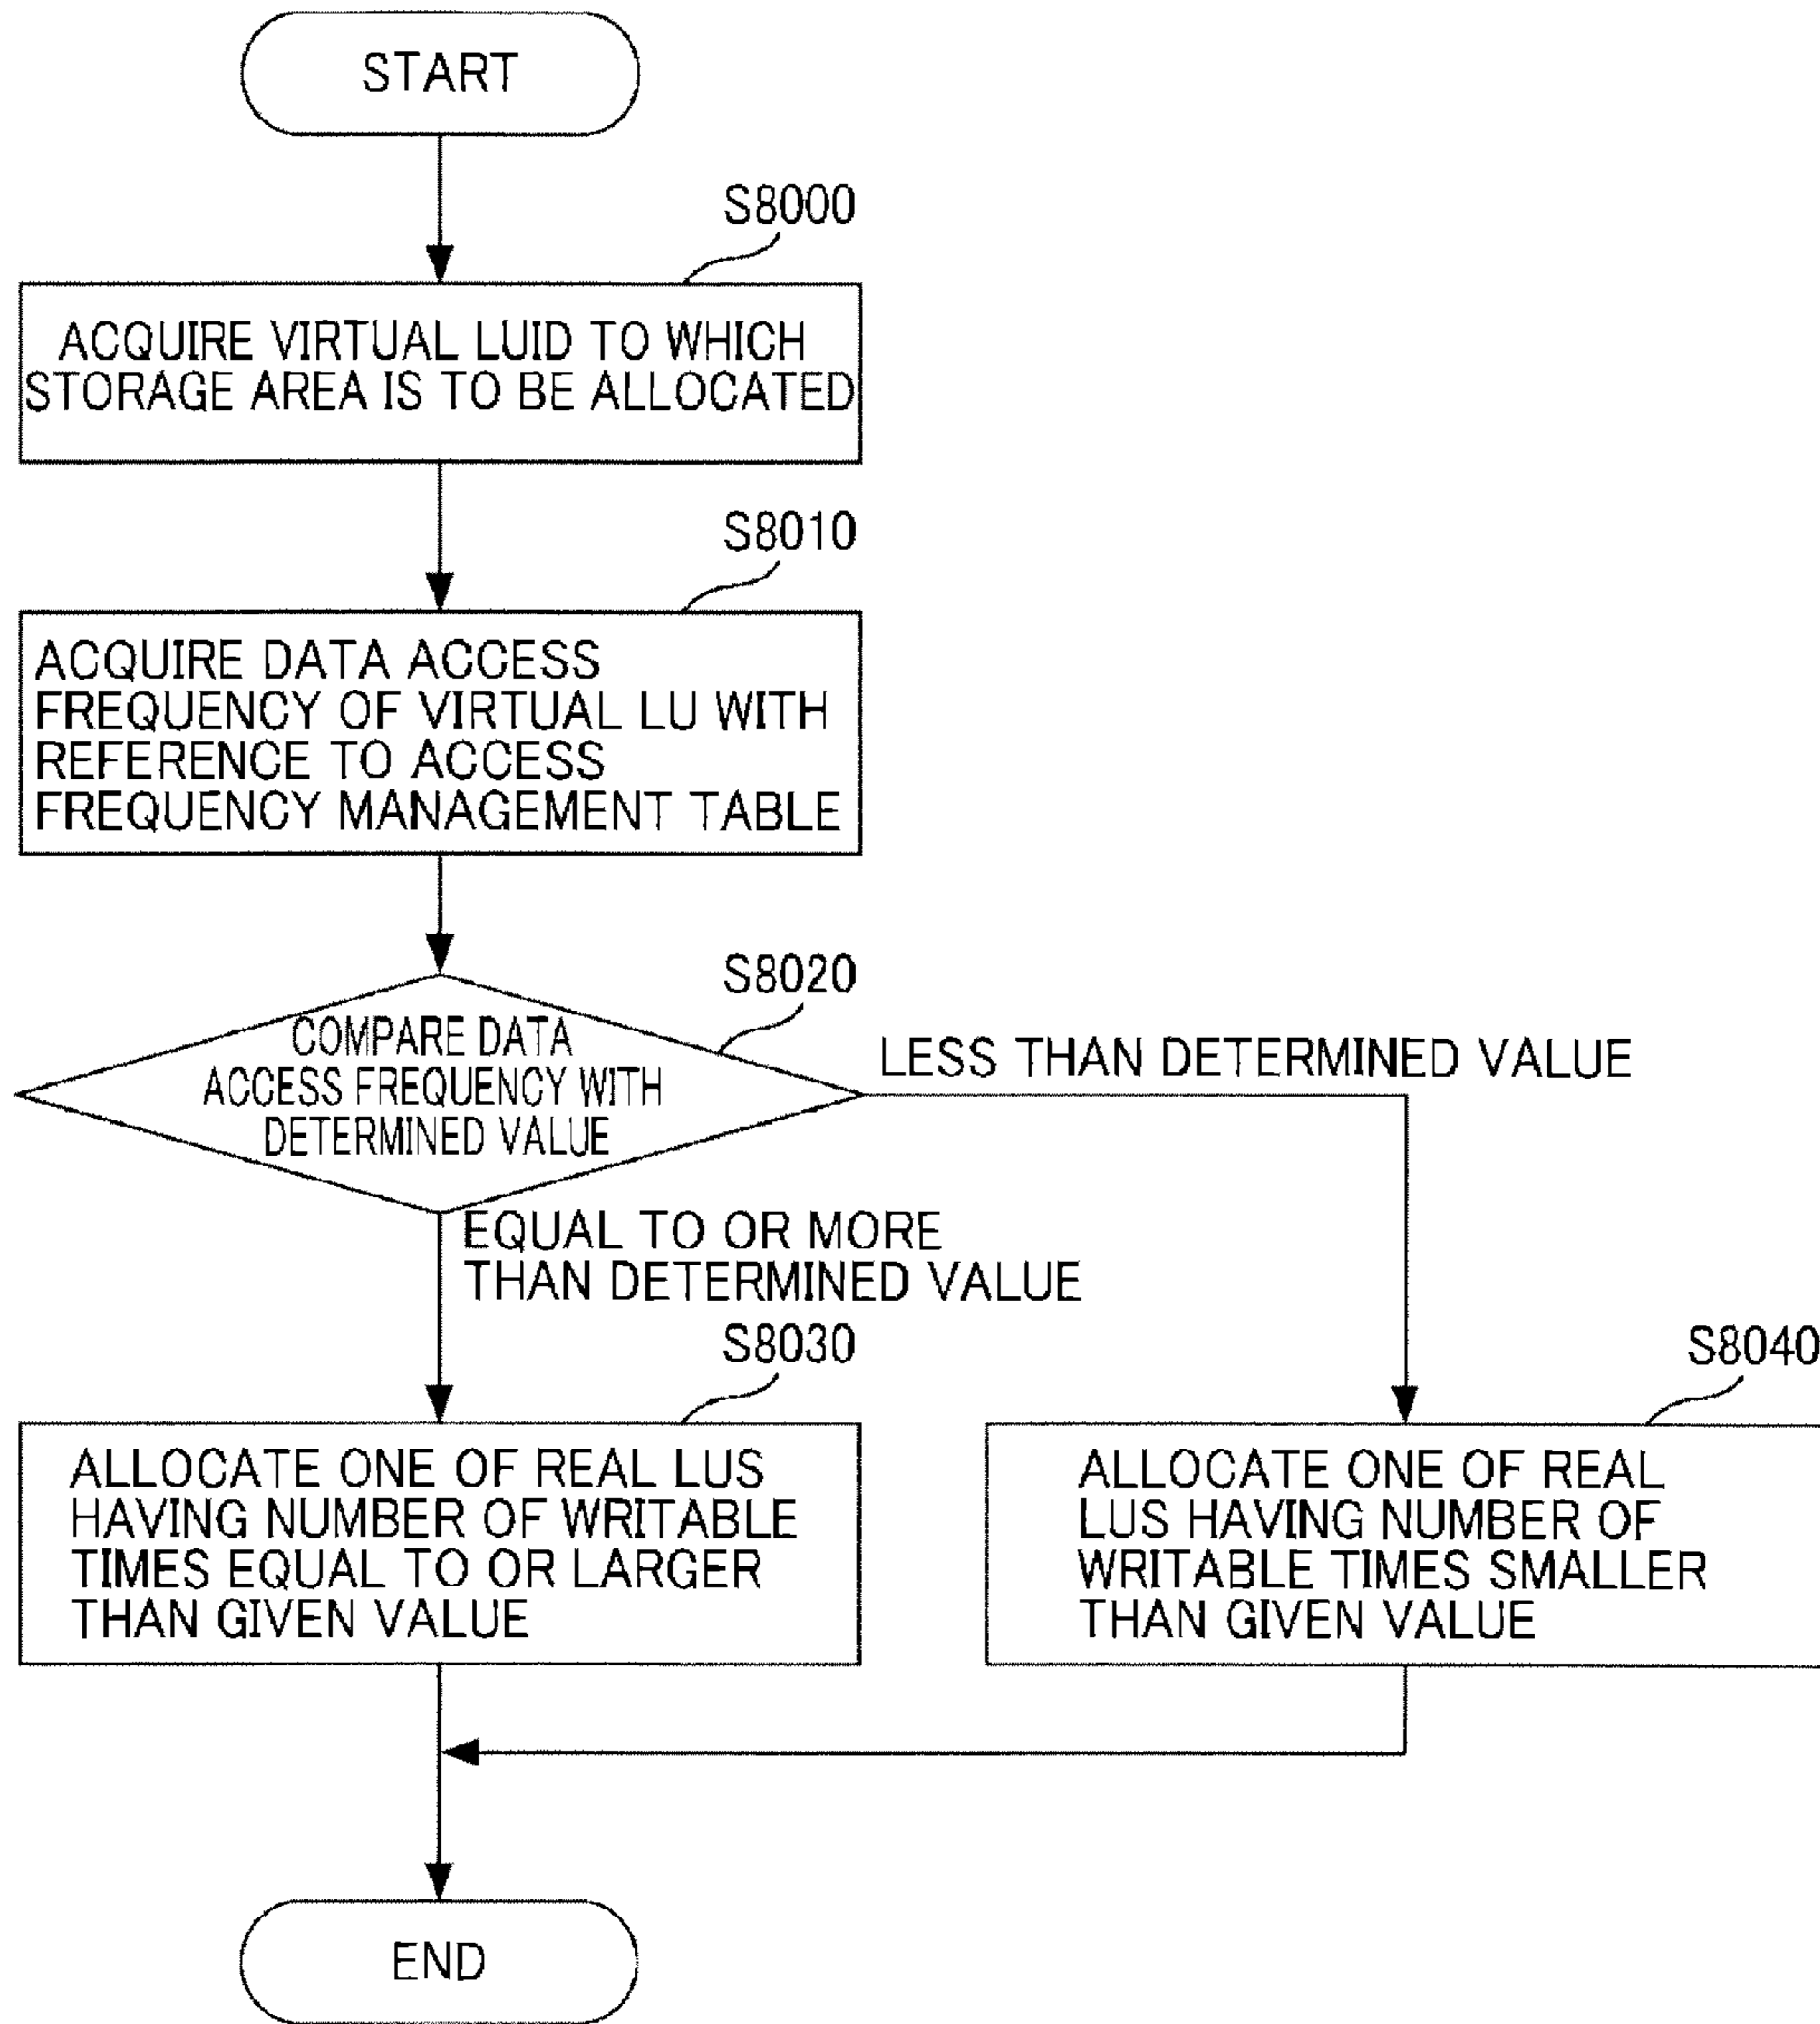 START
S8000
ACQUIRE VIRTUAL LUID TO WHICH
STORAGE AREA IS TO BE ALLOCATED
S8010
ACQUIRE DATA ACCESS
FREQUENCY OF VIRTUAL LU WITH
REFERENCE TO ACCESS
FREQUENCY MANAGEMENT TABLE
S8020
COMPARE DATA
ACCESS FREQUENCY WITH
DETERMINED VALUE
LESS THAN DETERMINED VALUE
EQUAL TO OR MORE
THAN DETERMINED VALUE
S8030
ALLOCATE ONE OF REAL LUS
HAVING NUMBER OF WRITABLE
TIMES EQUAL TO OR LARGER
THAN GIVEN VALUE
S8040
ALLOCATE ONE OF REAL
LUS HAVING NUMBER OF
WRITABLE TIMES SMALLER
THAN GIVEN VALUE
END